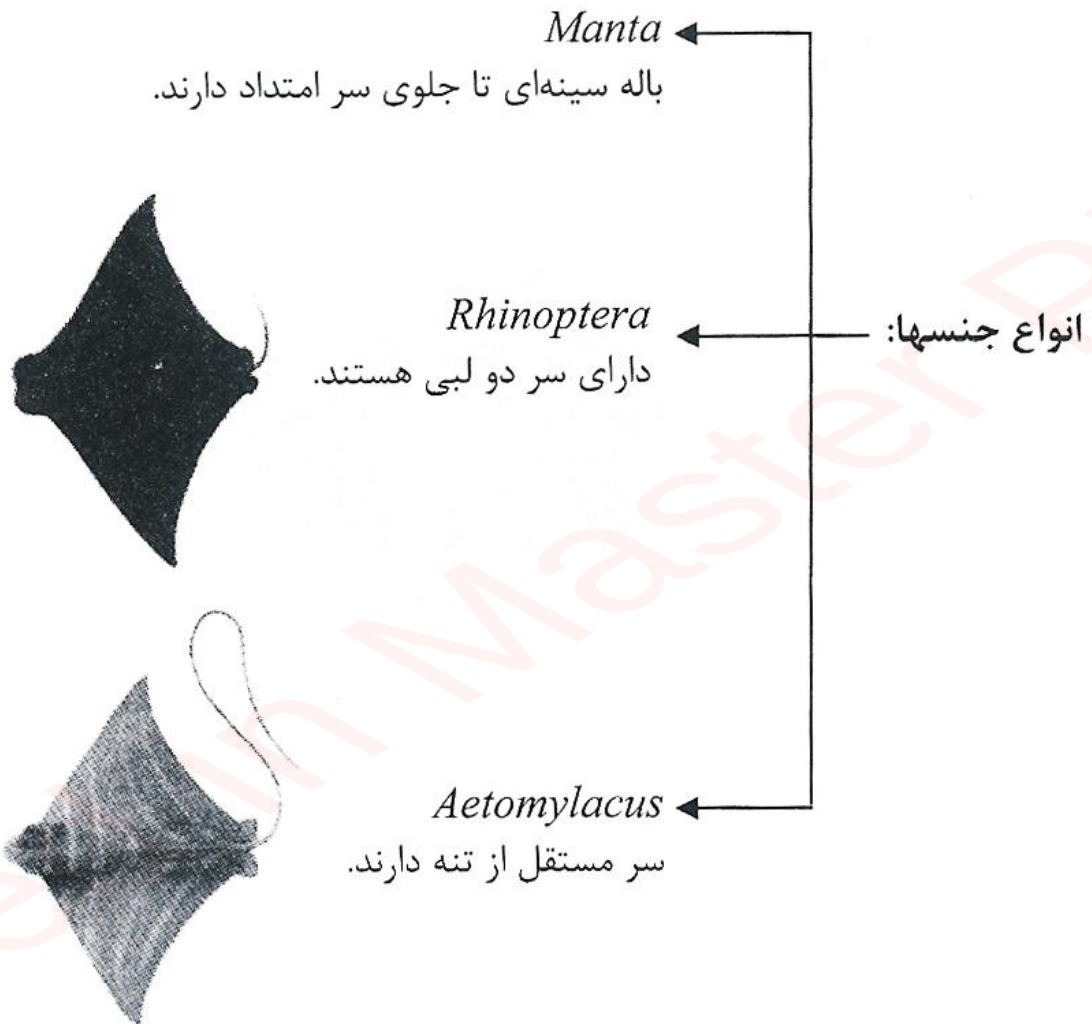 انواع جنسها:
Manta
باله سینه‌ای تا جلوی سر امتداد دارند.
Rhinoptera
دارای سر دو لبی هستند.
Aetomylacus
سر مستقل از تنه دارند.
Master